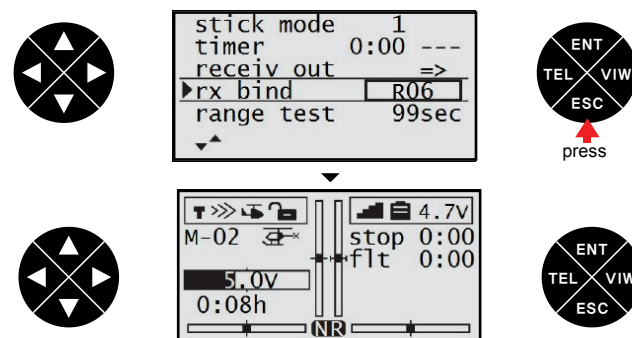 stick mode 1
timer 0:00 ---
receiv out =>
rx bind R06
range test 99sec
ENT
TEL VIW
ESC
press
4.7V
M-02 stop 0:00
flt 0:00
5.0V
0:08h
NR
ENT
TEL VIW
ESC